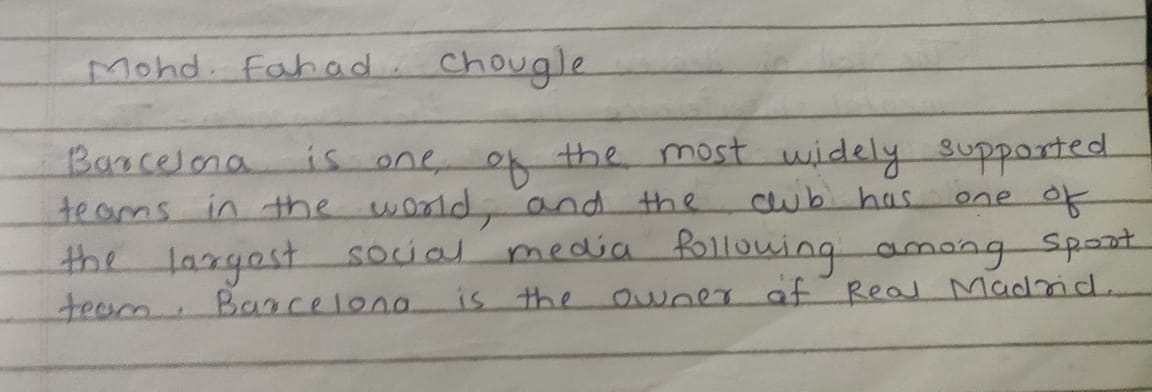 Mohd. Fahad. Chougle
Barcelona is one of the most widely supported
teams in the world, and the club has one of
the largest social media following among sport
team. Barcelona is the owner of Real Madrid.